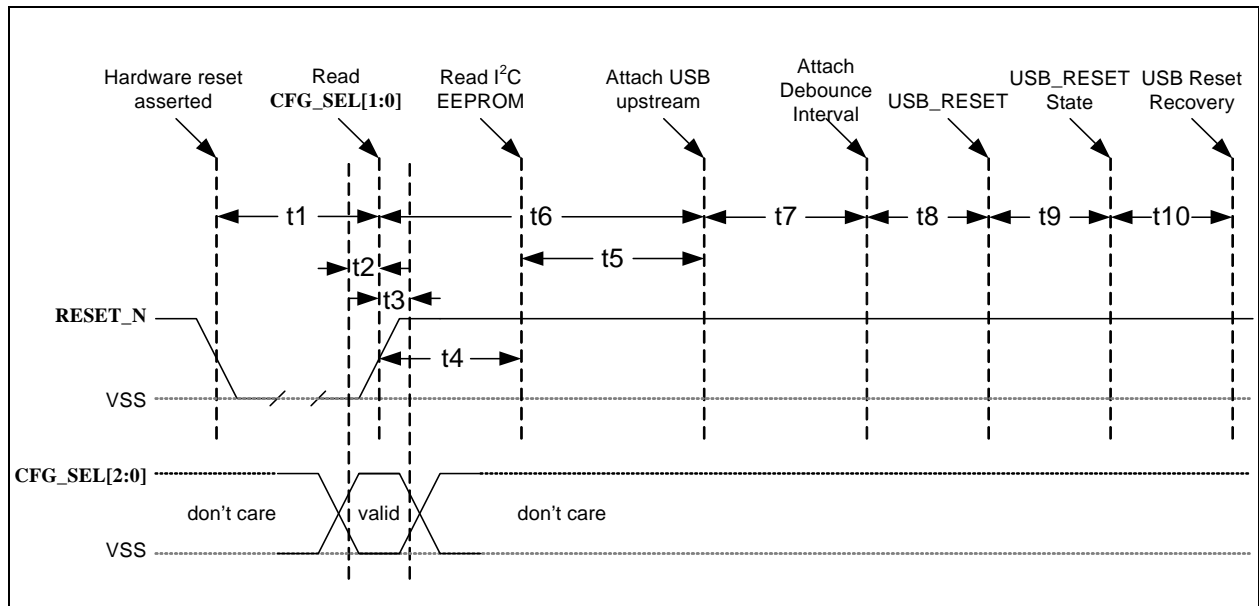 Hardware reset
asserted
Read
CFG_SEL[1:0]
Read I²C
EEPROM
Attach USB
upstream
Attach
Debounce
Interval
USB_RESET
USB_RESET
State
USB Reset
Recovery
t1
t6
t7
t8
t9
t10
t2
t5
t3
RESET_N
t4
VSS
CFG_SEL[2:0]
don't care
valid
don't care
VSS